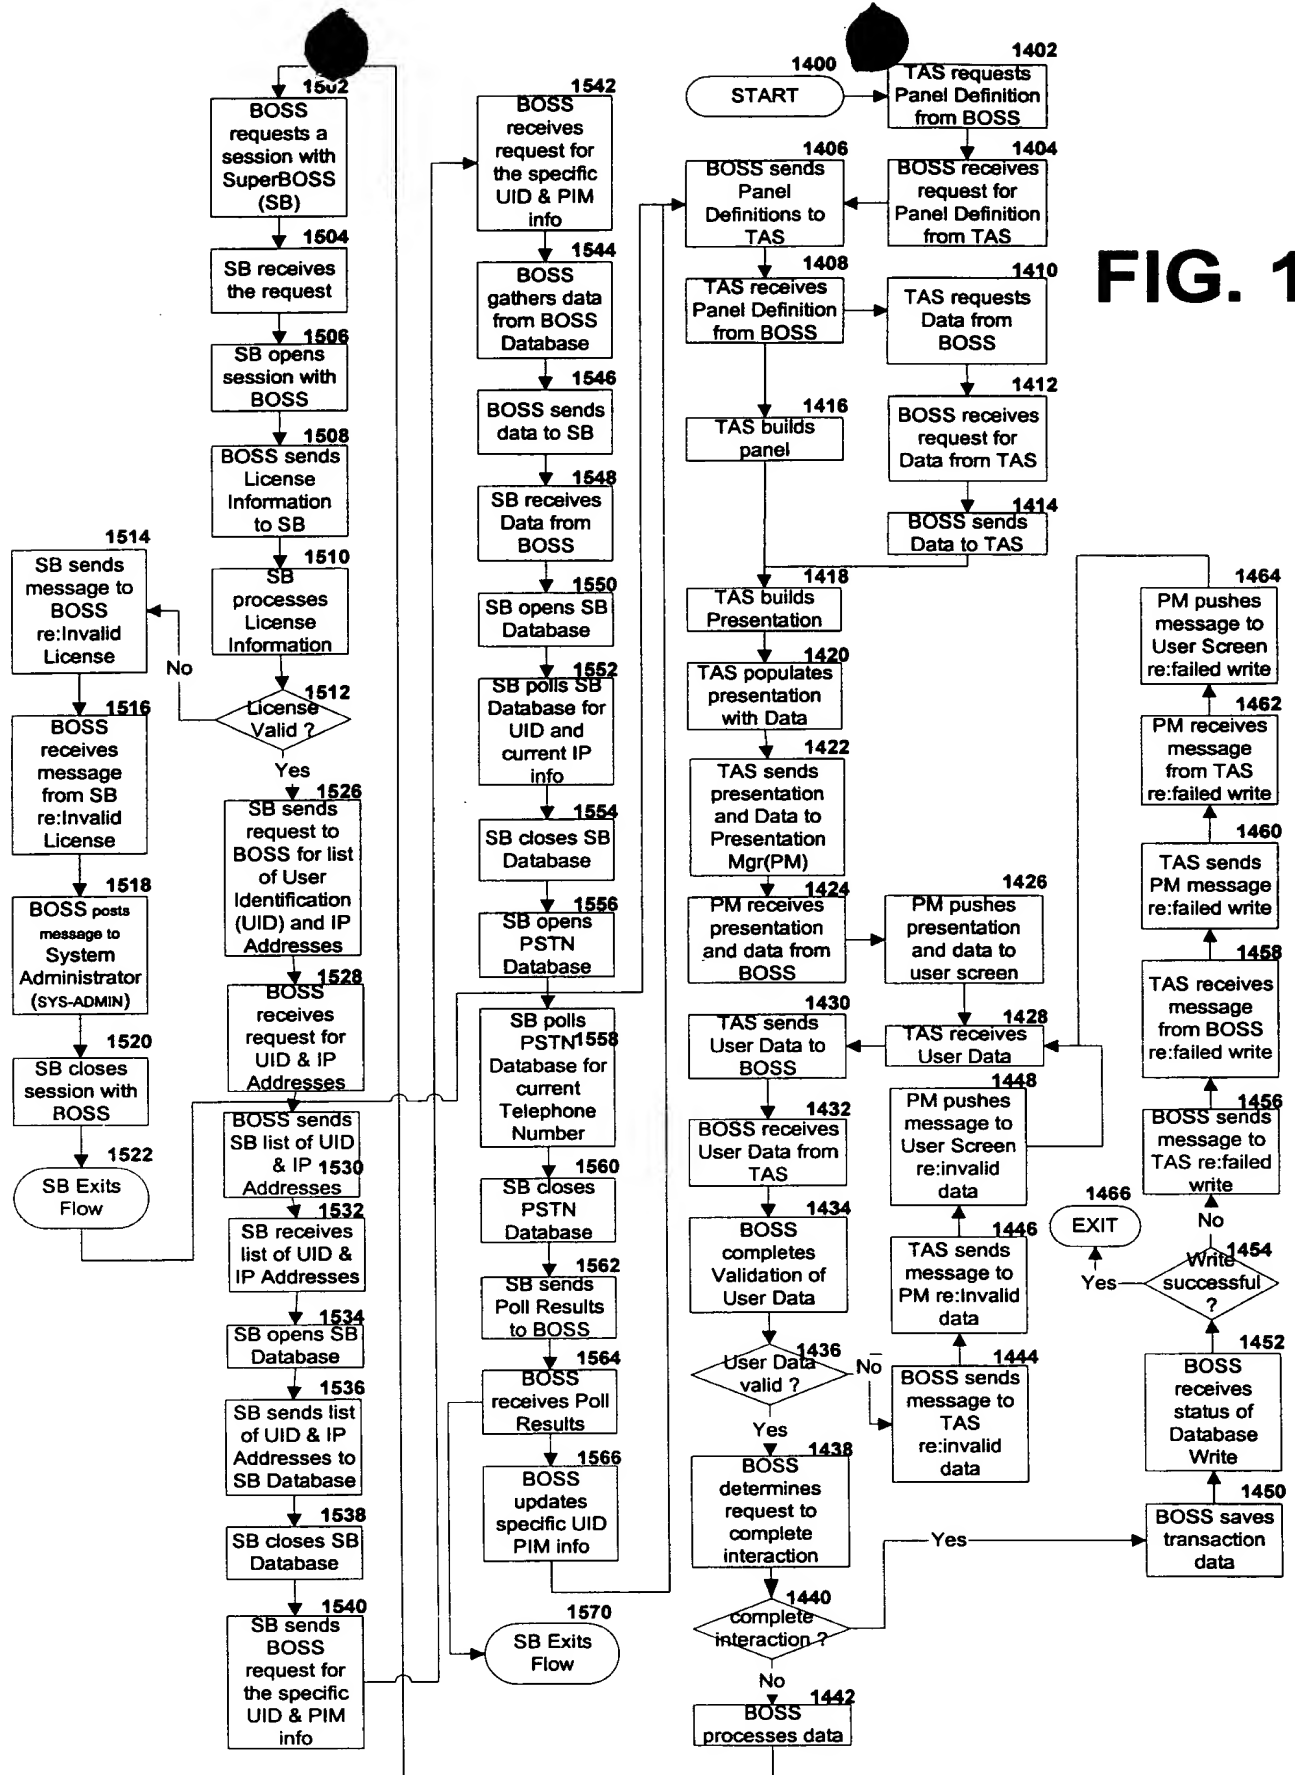 1502
BOSS
requests a
session with
SuperBOSS
(SB)
1504
SB receives
the request
1506
SB opens
session with
BOSS
1508
BOSS sends
License
Information
to SB
1510
SB
processes
License
Information
1512
License
Valid ?
No
Yes
1514
SB sends
message to
BOSS
re:Invalid
License
1516
BOSS
receives
message
from SB
re:Invalid
License
1518
BOSS posts
message to
System
Administrator
(SYS-ADMIN)
1520
SB closes
session with
BOSS
1522
SB Exits
Flow
1526
SB sends
request to
BOSS for list
of User
Identification
(UID) and IP
Addresses
1528
BOSS
receives
request for
UID & IP
Addresses
BOSS sends
SB list of UID
& IP 1530
Addresses
1532
SB receives
list of UID &
IP Addresses
1534
SB opens SB
Database
1536
SB sends list
of UID & IP
Addresses to
SB Database
1538
SB closes SB
Database
1540
SB sends
BOSS
request for
the specific
UID & PIM
info
1542
BOSS
receives
request for
the specific
UID & PIM
info
1544
BOSS
gathers data
from BOSS
Database
1546
BOSS sends
data to SB
1548
SB receives
Data from
BOSS
1550
SB opens SB
Database
1552
SB polls SB
Database for
UID and
current IP
info
1554
SB closes SB
Database
1556
SB opens
PSTN
Database
SB polls
PSTN 1558
Database for
current
Telephone
Number
1560
SB closes
PSTN
Database
1562
SB sends
Poll Results
to BOSS
1564
BOSS
receives Poll
Results
1566
BOSS
updates
specific UID
PIM info
1570
SB Exits
Flow
1400
START
1402
TAS requests
Panel Definition
from BOSS
1404
BOSS receives
request for
Panel Definition
from TAS
1406
BOSS sends
Panel
Definitions to
TAS
1408
TAS receives
Panel Definition
from BOSS
1410
TAS requests
Data from
BOSS
1412
BOSS receives
request for
Data from TAS
1414
BOSS sends
Data to TAS
1416
TAS builds
panel
1418
TAS builds
Presentation
1420
TAS populates
presentation
with Data
1422
TAS sends
presentation
and Data to
Presentation
Mgr(PM)
1424
PM receives
presentation
and data from
BOSS
1426
PM pushes
presentation
and data to
user screen
1428
TAS receives
User Data
1430
TAS sends
User Data to
BOSS
1432
BOSS receives
User Data from
TAS
1434
BOSS
completes
Validation of
User Data
1436
User Data
valid ?
No
Yes
1438
BOSS
determines
request to
complete
interaction
1440
complete
interaction ?
Yes
No
1442
BOSS
processes data
1444
BOSS sends
message to
TAS
re:invalid
data
1446
TAS sends
message to
PM re:Invalid
data
1448
PM pushes
message to
User Screen
re:invalid
data
1450
BOSS saves
transaction
data
1452
BOSS
receives
status of
Database
Write
1454
Write
successful
?
Yes
No
1456
BOSS sends
message to
TAS re:failed
write
1458
TAS receives
message
from BOSS
re:failed write
1460
TAS sends
PM message
re:failed write
1462
PM receives
message
from TAS
re:failed write
1464
PM pushes
message to
User Screen
re:failed write
1466
EXIT
FIG. 1